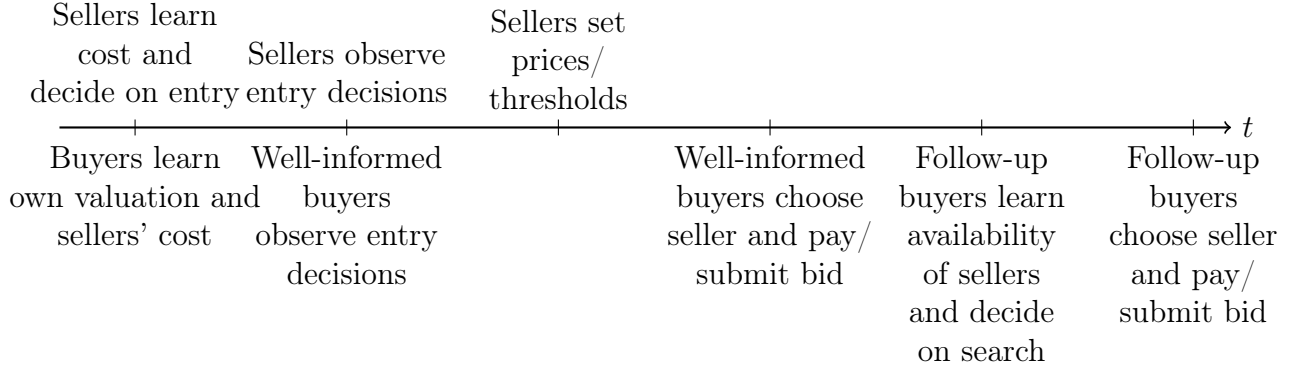 Sellers learn
cost and
decide on entry
Sellers observe
entry decisions
Sellers set
prices/
thresholds
t
Buyers learn
own valuation and
sellers' cost
Well-informed
buyers
observe entry
decisions
Well-informed
buyers choose
seller and pay/
submit bid
Follow-up
buyers learn
availability
of sellers
and decide
on search
Follow-up
buyers
choose seller
and pay/
submit bid